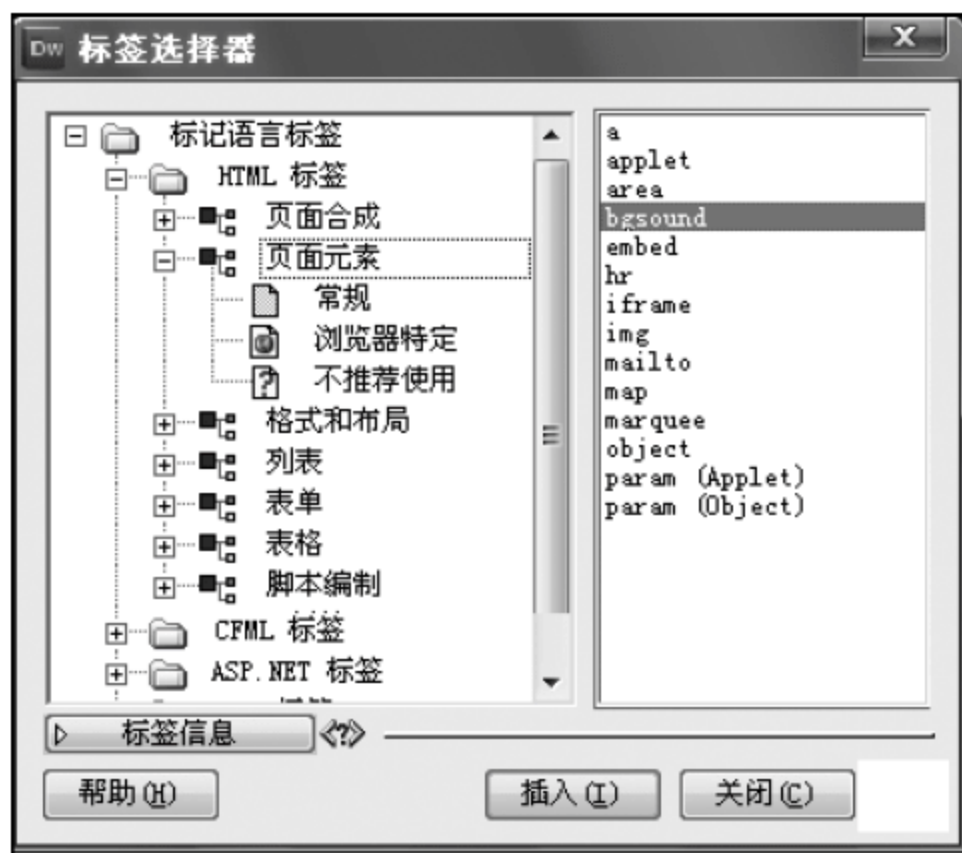 Dw 标签选择器
标记语言标签
HTML 标签
页面合成
页面元素
常规
浏览器特定
不推荐使用
格式和布局
列表
表单
表格
脚本编制
CFML 标签
ASP.NET 标签
a
applet
area
bgsound
embed
hr
iframe
img
mailto
map
marquee
object
param (Applet)
param (Object)
标签信息
帮助(H) 插入(I) 关闭(C)